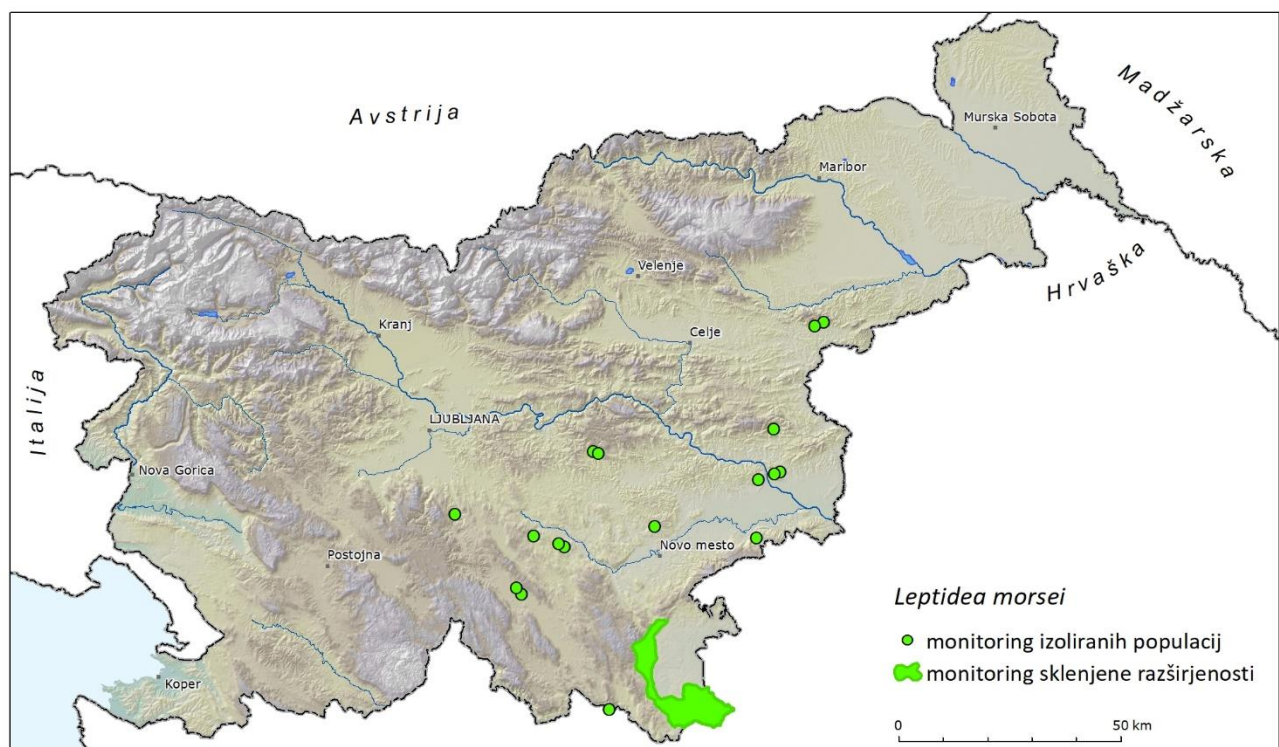 Avstrija
Madžarska
Murska Sobota
Maribor
Hrvaška
Velenje
Kranj
Celje
Italija
LJUBLJANA
Nova Gorica
Novo mesto
Postojna
Koper
Leptidea morsei
monitoring izoliranih populacij
monitoring sklenjene razširjenosti
0 50 km